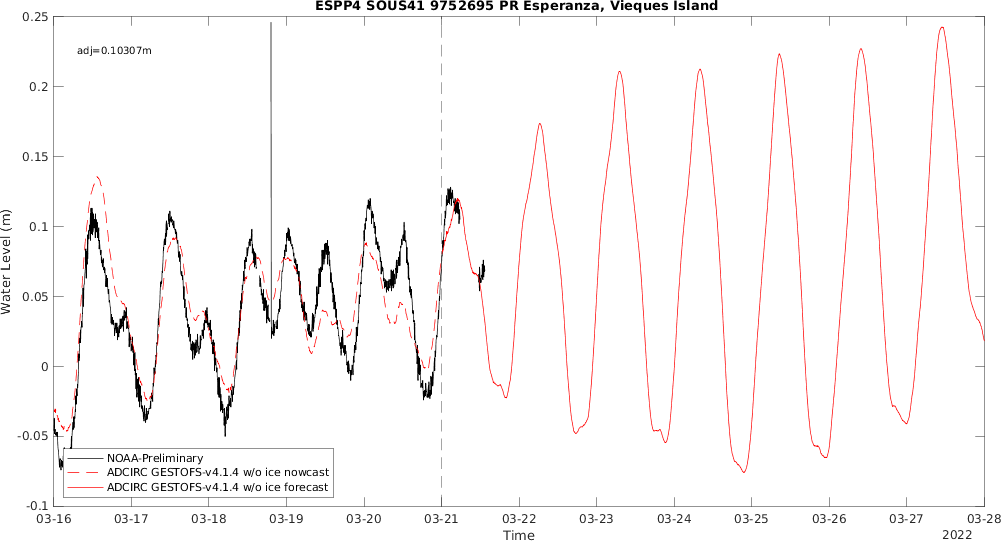 ESPP4 SOUS41 9752695 PR Esperanza, Vieques Island
adj=0.10307m
Water Level (m)
0.25
0.2
0.15
0.1
0.05
0
-0.05
-0.1
NOAA-Preliminary
ADCIRC GESTOFS-v4.1.4 w/o ice nowcast
ADCIRC GESTOFS-v4.1.4 w/o ice forecast
03-16 03-17 03-18 03-19 03-20 03-21 03-22 03-23 03-24 03-25 03-26 03-27 03-28
Time
2022